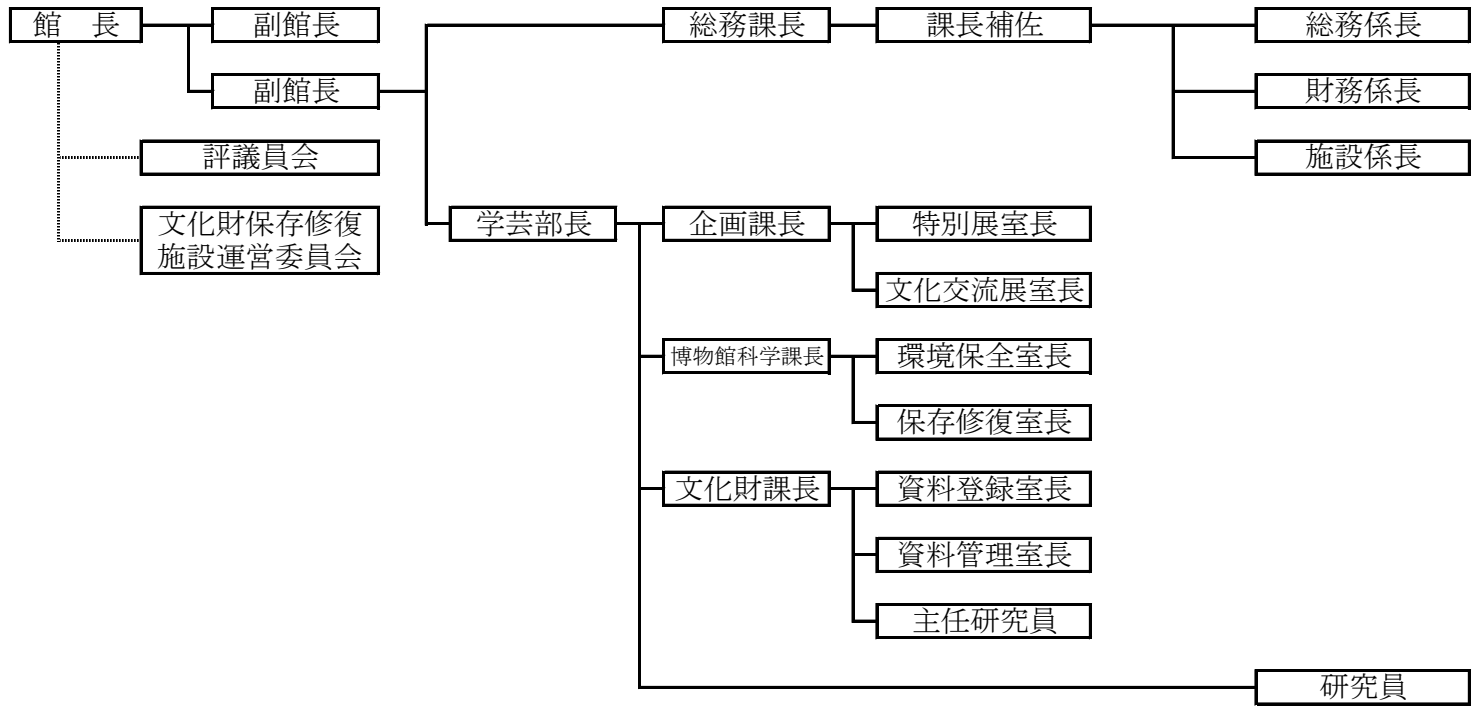 館　長
副館長
総務課長
課長補佐
総務係長
副館長
財務係長
評議員会
施設係長
文化財保存修復
施設運営委員会
学芸部長
企画課長
特別展室長
文化交流展室長
博物館科学課長
環境保全室長
保存修復室長
文化財課長
資料登録室長
資料管理室長
主任研究員
研究員